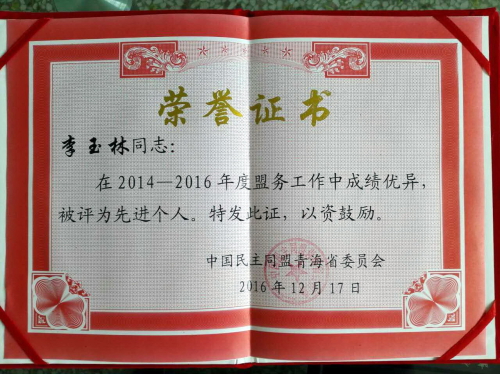 荣誉证书
李玉林同志：
在2014—2016年度盟务工作中成绩优异，
被评为先进个人。特发此证，以资鼓励。
中国民主同盟青海省委员会
2016年12月17日